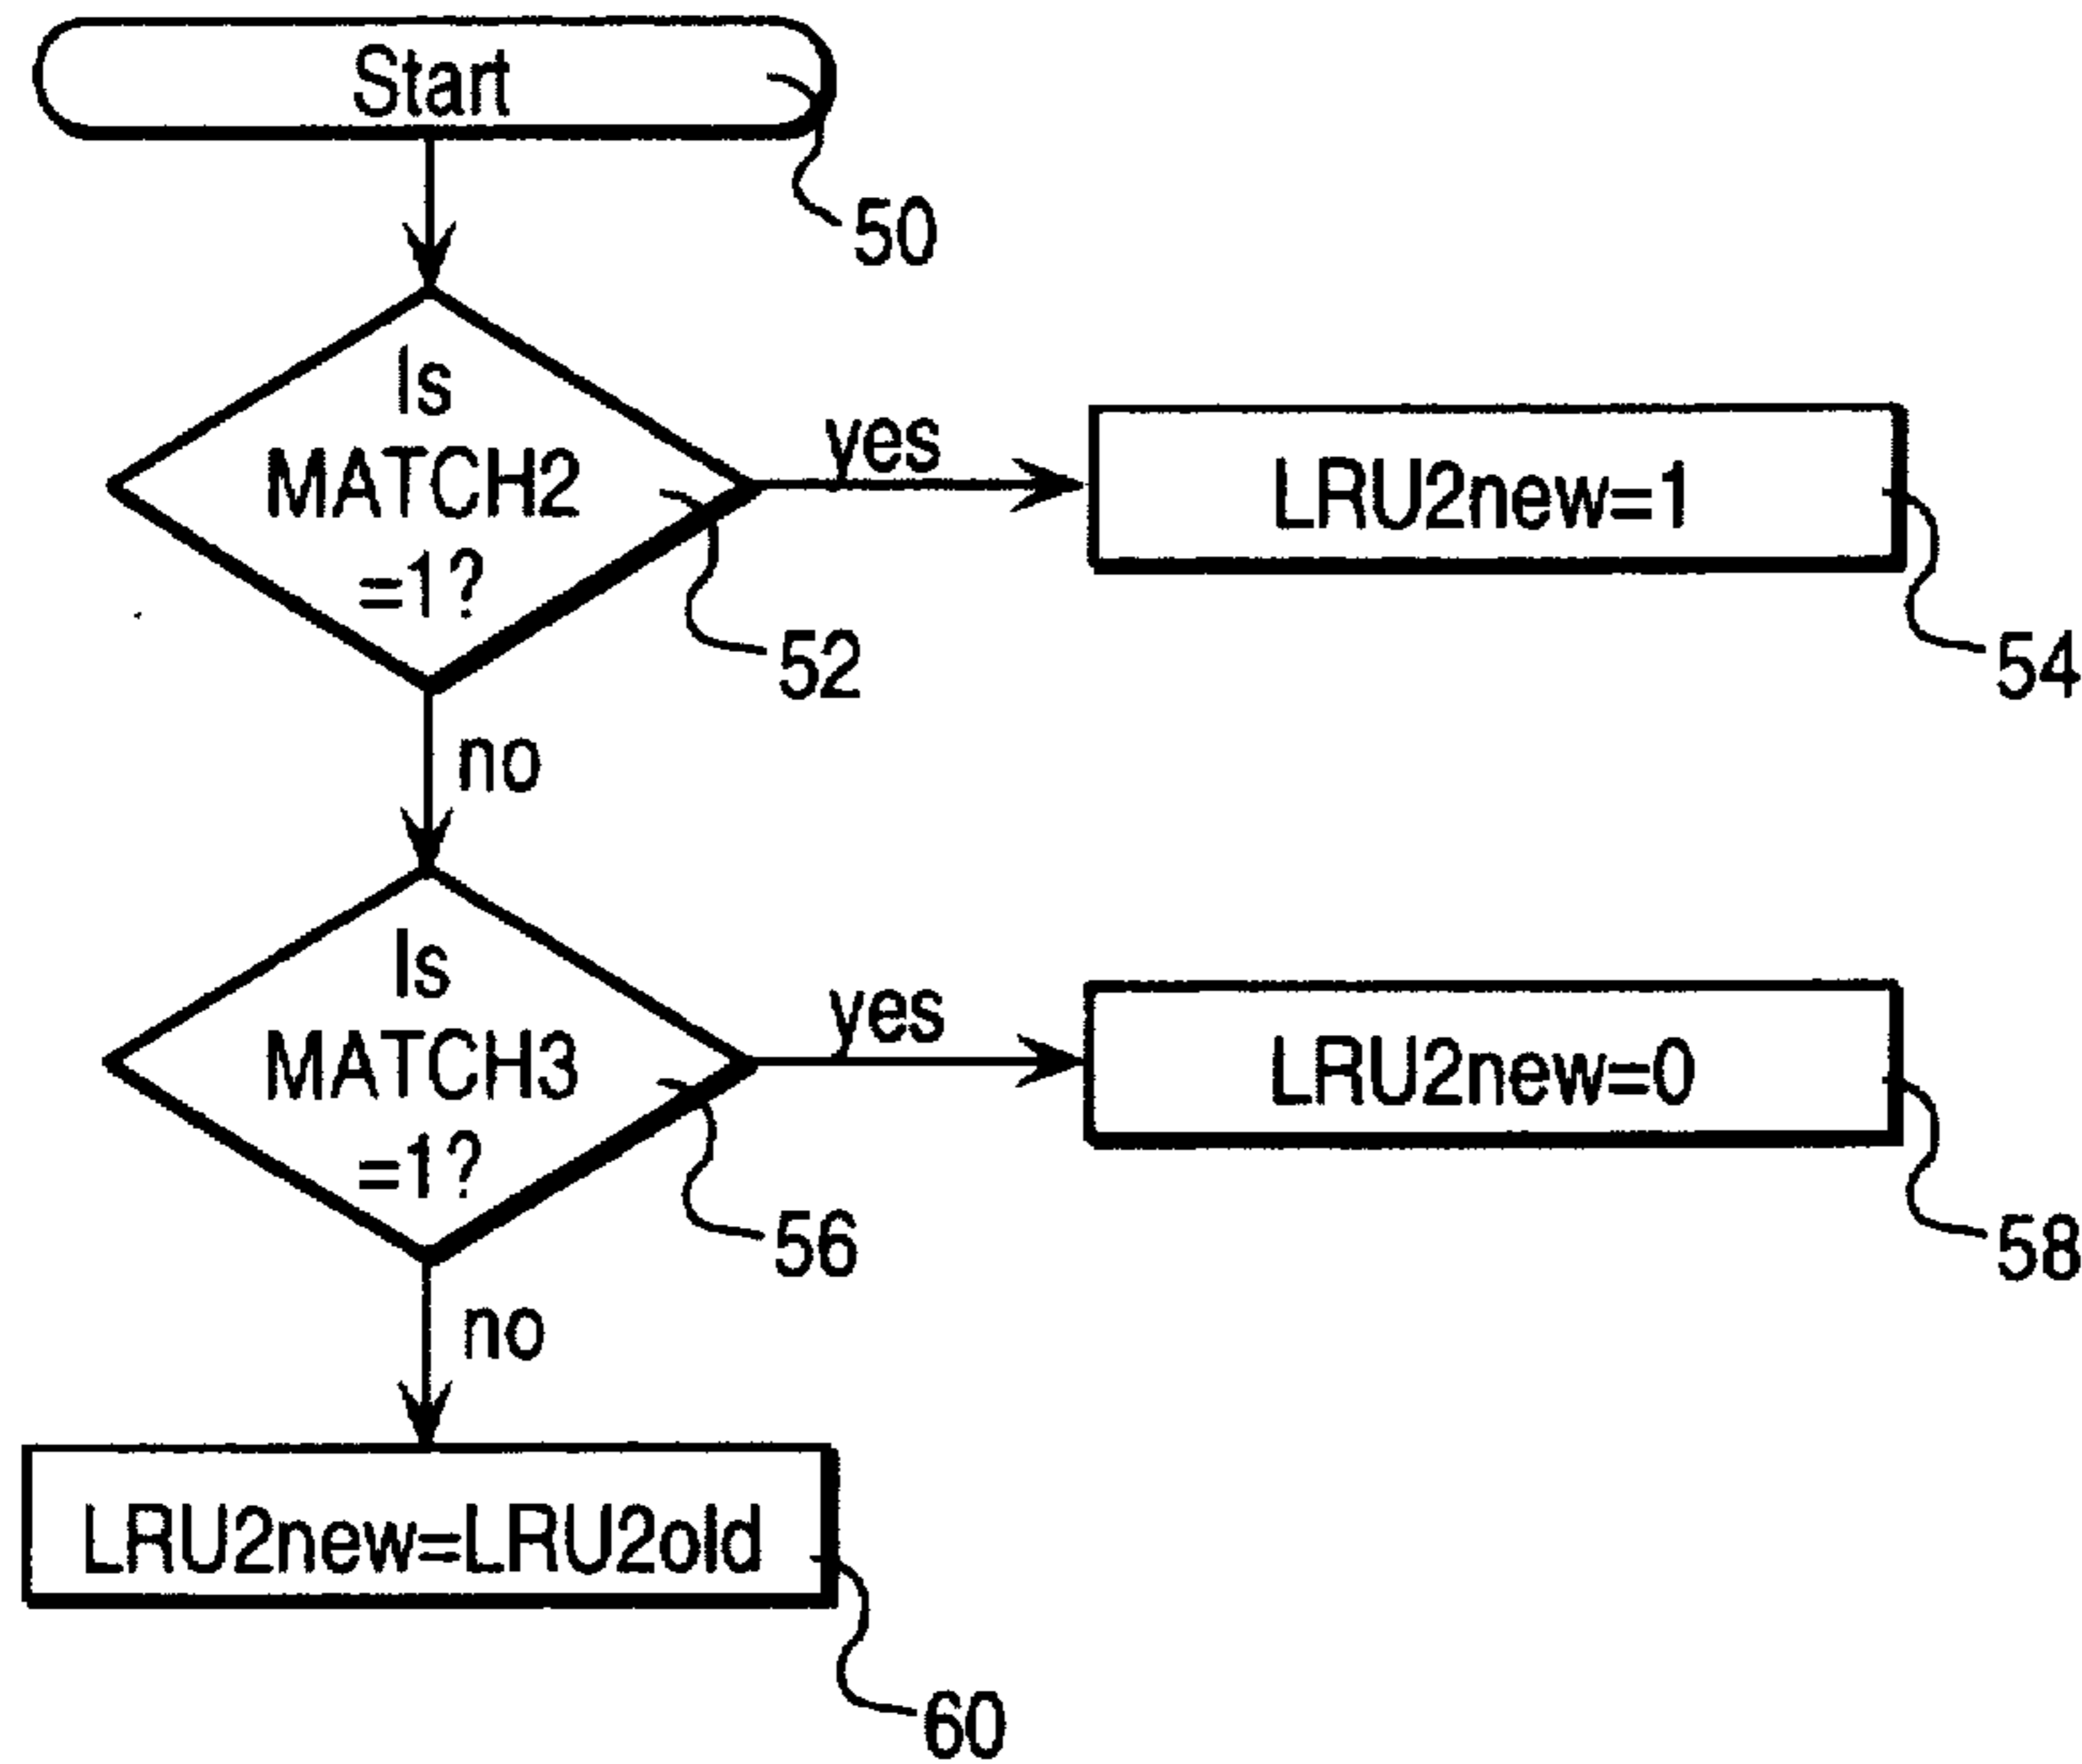 Start
50
Is
MATCH2
=1?
yes
LRU2new=1
52
54
no
Is
MATCH3
=1?
yes
LRU2new=0
56
58
no
LRU2new=LRU2old
60